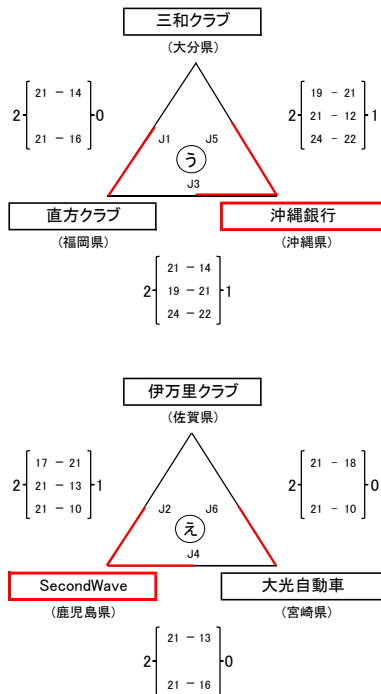 三和クラブ
(大分県)
21 － 14
2 0
21 － 16
19 － 21
2 21 － 12 1
24 － 22
J1 J5
う
J3
直方クラブ
(福岡県)
沖縄銀行
(沖縄県)
21 － 14
2 19 － 21 1
24 － 22
伊万里クラブ
(佐賀県)
17 － 21
2 21 － 13 1
21 － 10
21 － 18
2 0
21 － 10
J2 J6
え
J4
SecondWave
(鹿児島県)
大光自動車
(宮崎県)
21 － 13
2 0
21 － 16